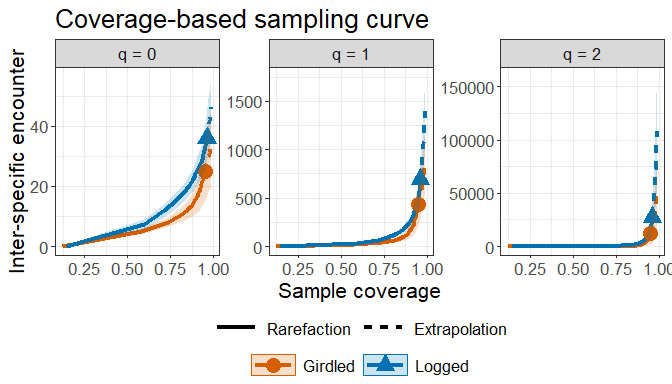 Coverage-based sampling curve
q = 0
q = 1
q = 2
Inter-specific encounter
40
20
0
1500
1000
500
0
150000
100000
50000
0
0.25 0.50 0.75 1.00
0.25 0.50 0.75 1.00
0.25 0.50 0.75 1.00
Sample coverage
Rarefaction Extrapolation
Girdled Logged